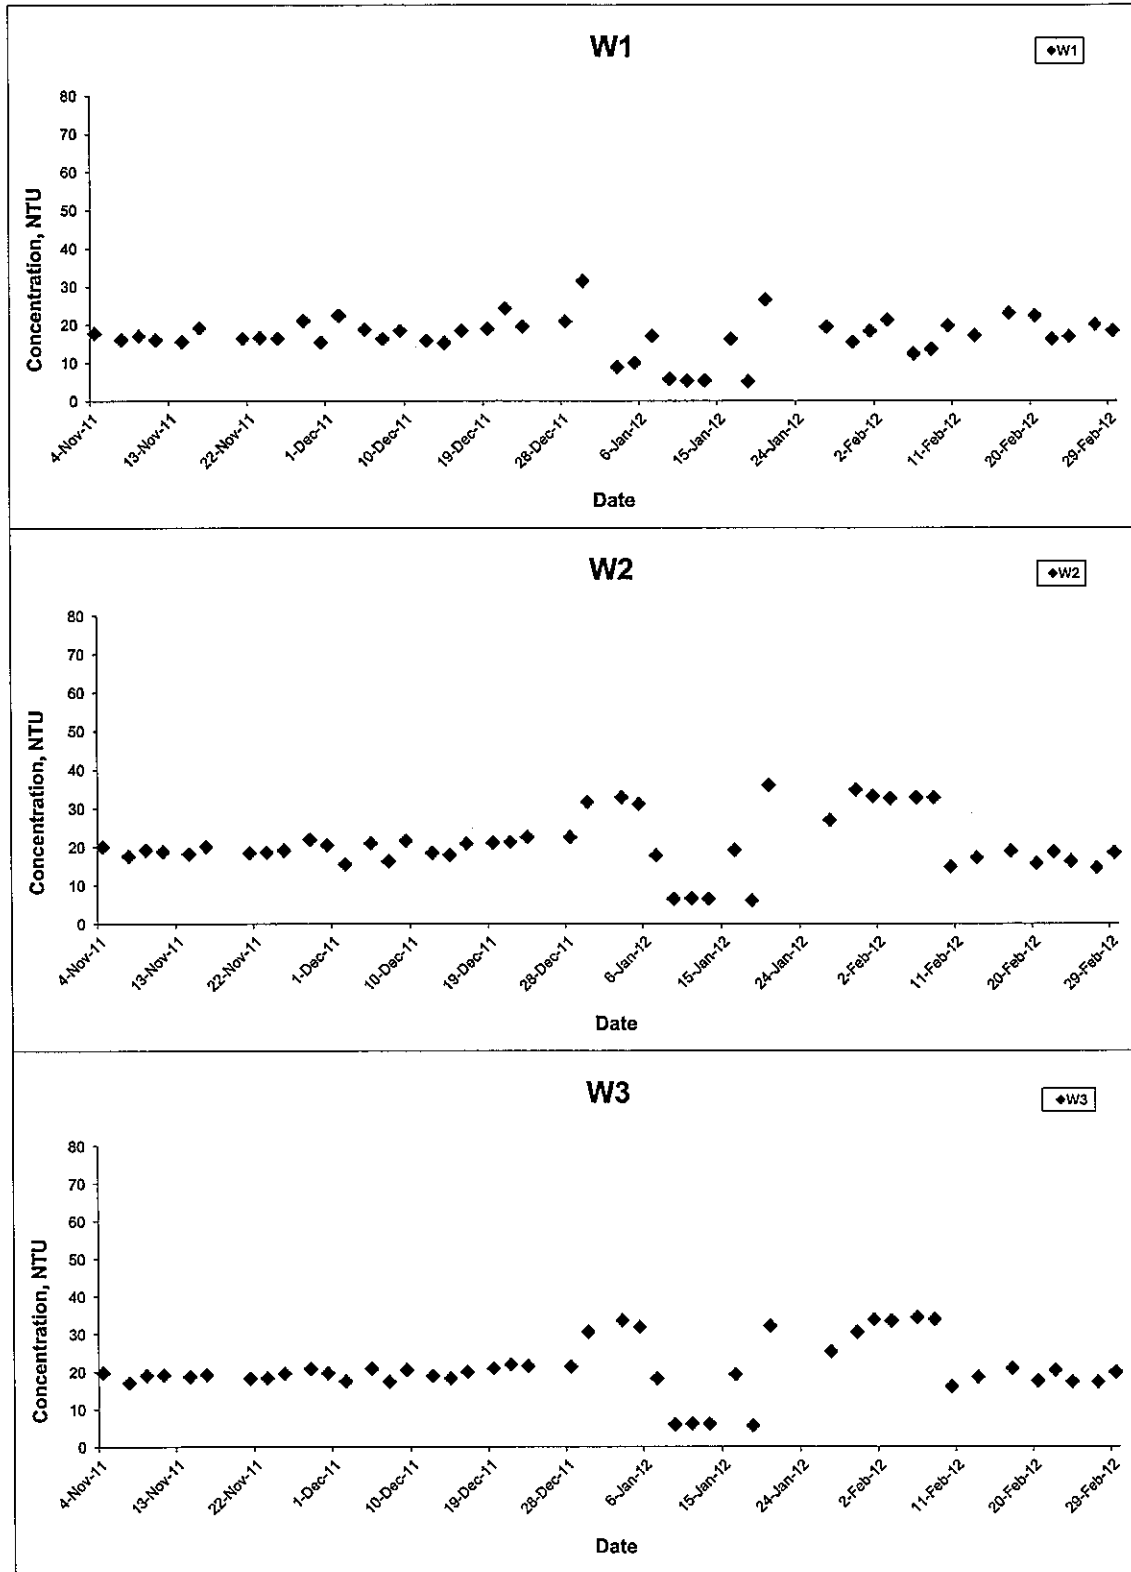 W1
◆W1
80
70
60
50
40
30
20
10
0
Concentration, NTU
4-Nov-11
13-Nov-11
22-Nov-11
1-Dec-11
10-Dec-11
19-Dec-11
28-Dec-11
6-Jan-12
15-Jan-12
24-Jan-12
2-Feb-12
11-Feb-12
20-Feb-12
29-Feb-12
Date
W2
◆W2
80
70
60
50
40
30
20
10
0
Concentration, NTU
4-Nov-11
13-Nov-11
22-Nov-11
1-Dec-11
10-Dec-11
19-Dec-11
28-Dec-11
6-Jan-12
15-Jan-12
24-Jan-12
2-Feb-12
11-Feb-12
20-Feb-12
29-Feb-12
Date
W3
◆W3
80
70
60
50
40
30
20
10
0
Concentration, NTU
4-Nov-11
13-Nov-11
22-Nov-11
1-Dec-11
10-Dec-11
19-Dec-11
28-Dec-11
6-Jan-12
15-Jan-12
24-Jan-12
2-Feb-12
11-Feb-12
20-Feb-12
29-Feb-12
Date